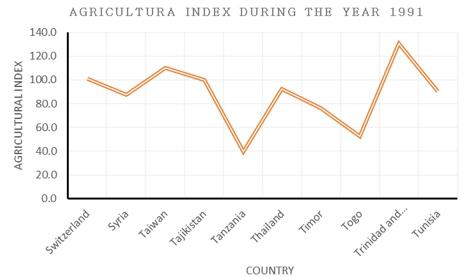 AGRICULTURA INDEX DURING THE YEAR 1991
140.0
120.0
100.0
80.0
60.0
40.0
20.0
0.0
AGRICULTURAL INDEX
Switzerland
Syria
Taiwan
Tajikistan
Tanzania
Thailand
Timor
Togo
Trinidad and...
Tunisia
COUNTRY